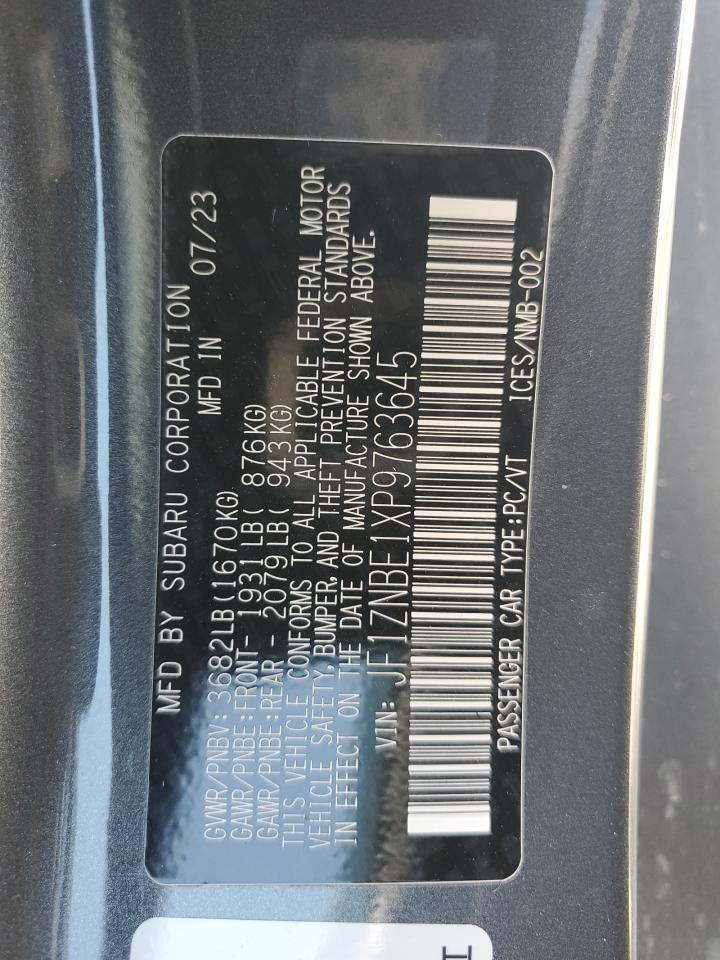 MFD BY SUBARU CORPORATION
MFD IN 07/23
GVWR/PNBV: 3682LB(1670KG)
GAWR/PNBE:FRONT- 1931 LB( 876KG)
GAWR/PNBE:REAR - 2079 LB( 943KG)
THIS VEHICLE CONFORMS TO ALL APPLICABLE FEDERAL MOTOR
VEHICLE SAFETY, BUMPER, AND THEFT PREVENTION STANDARDS
IN EFFECT ON THE DATE OF MANUFACTURE SHOWN ABOVE.
VIN: JF1ZNBE1XP9763645
PASSENGER CAR TYPE:PC/VT ICES/NMB-002